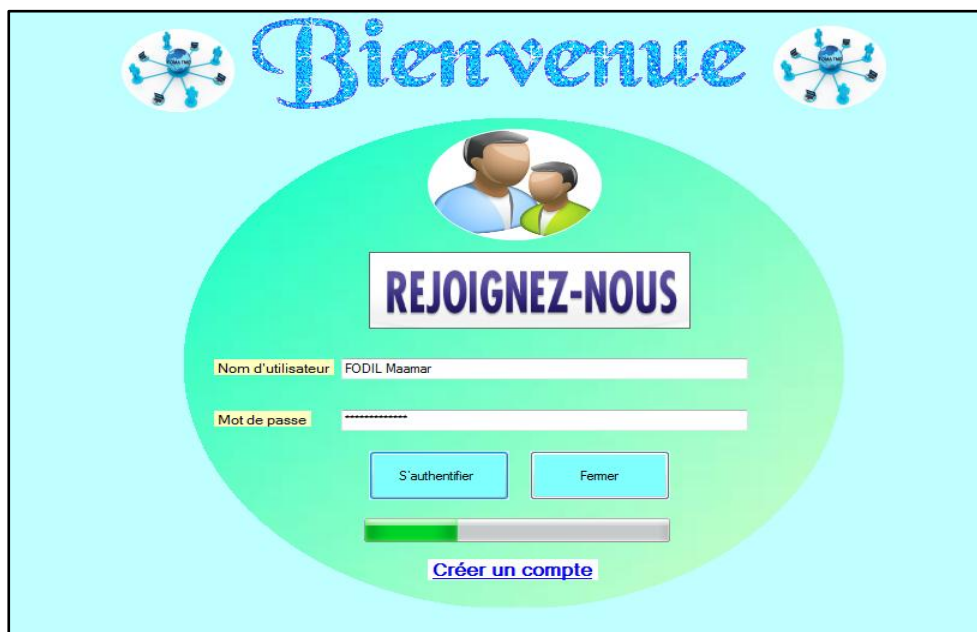 Bienvenue
REJOIGNEZ-NOUS
Nom d'utilisateur FODIL Maamar
Mot de passe *************
S'authentifier Fermer
Créer un compte